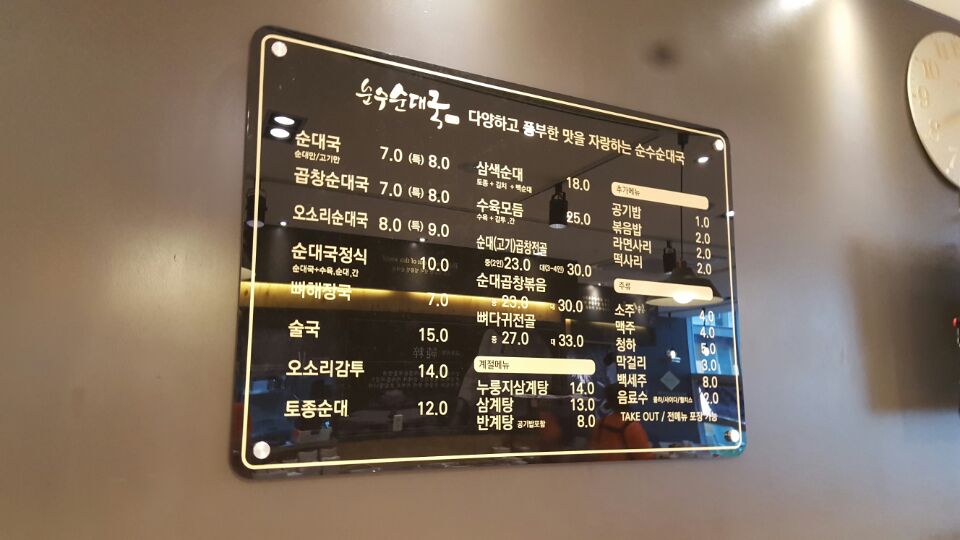 순수순대국 다양하고 풍부한 맛을 자랑하는 순수순대국
순대국 7.0 (특) 8.0
순대만/고기만
곱창순대국 7.0 (특) 8.0
오소리순대국 8.0 (특) 9.0
순대국정식 10.0
순대국+수육,순대,간
뼈해장국 7.0
술국 15.0
오소리감투 14.0
토종순대 12.0
삼색순대 18.0
토종 + 김치 + 백순대
수육모듬 25.0
수육 + 감투,간
순대(고기)곱창전골
중(2인) 23.0 대(3~4인) 30.0
순대곱창볶음
중 23.0 대 30.0
뼈다귀전골
중 27.0 대 33.0
계절메뉴
누룽지삼계탕 14.0
삼계탕 13.0
반계탕 공기밥포함 8.0
추가메뉴
공기밥 1.0
볶음밥 2.0
라면사리 2.0
떡사리 2.0
주류
소주 4.0
맥주 4.0
청하 5.0
막걸리 3.0
백세주 8.0
음료수 콜라/사이다/웰치스 2.0
TAKE OUT / 전메뉴 포장 가능